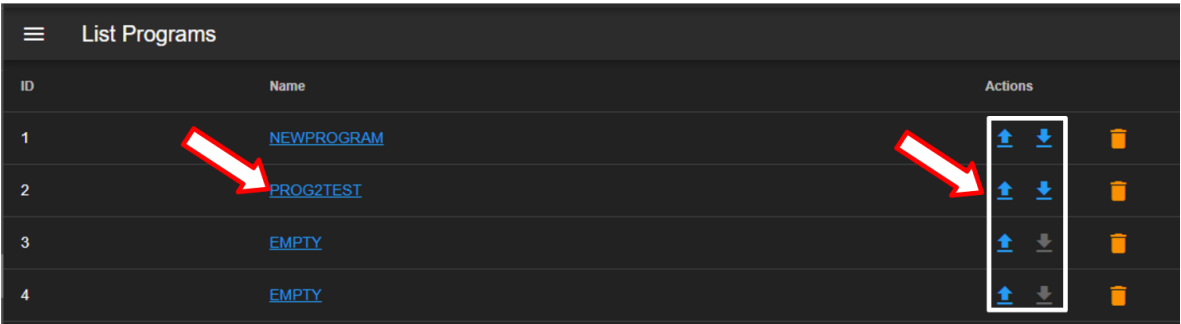 List Programs
ID Name Actions
1 NEWPROGRAM
2 PROG2TEST
3 EMPTY
4 EMPTY